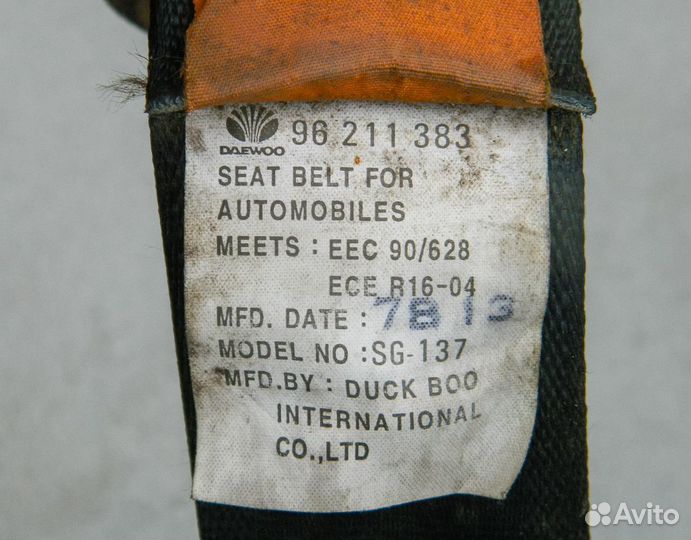 DAEWOO 96 211 383
SEAT BELT FOR
AUTOMOBILES
MEETS : EEC 90/628
ECE R16-04
MFD. DATE : 7B 13
MODEL NO : SG-137
MFD.BY : DUCK BOO
INTERNATIONAL
CO.,LTD
Avito